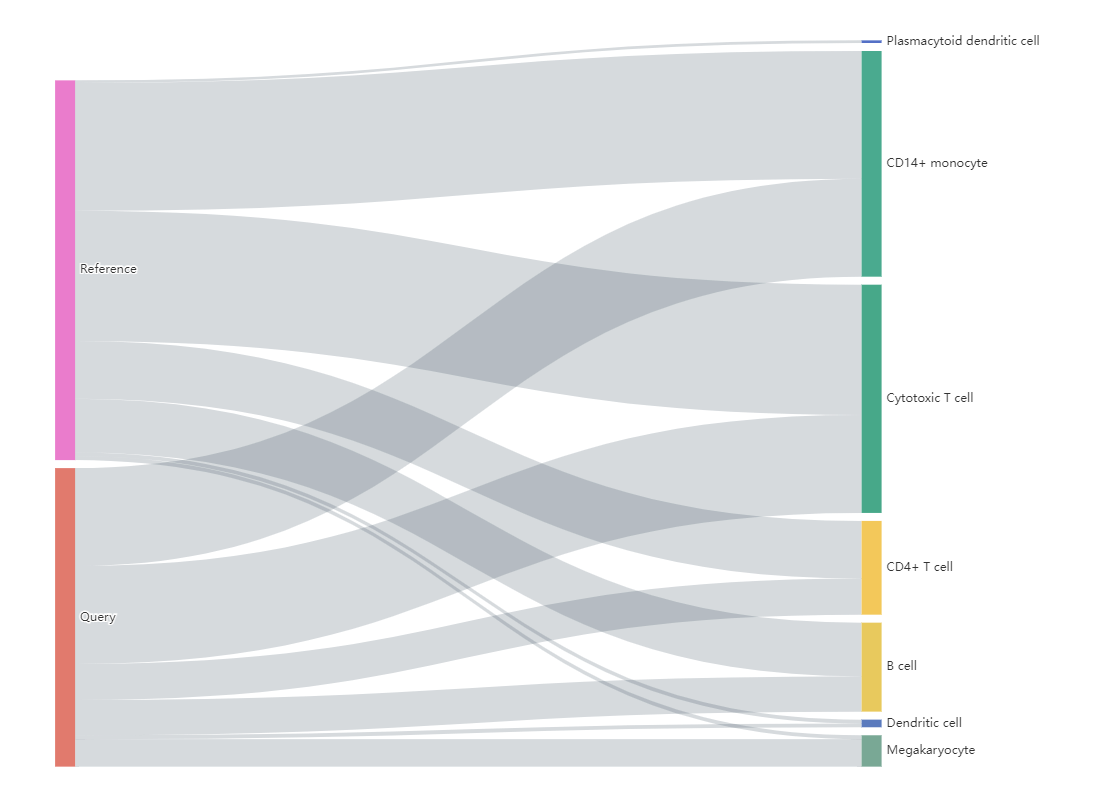 Plasmacytoid dendritic cell
CD14+ monocyte
Reference
Cytotoxic T cell
CD4+ T cell
Query
B cell
Dendritic cell
Megakaryocyte